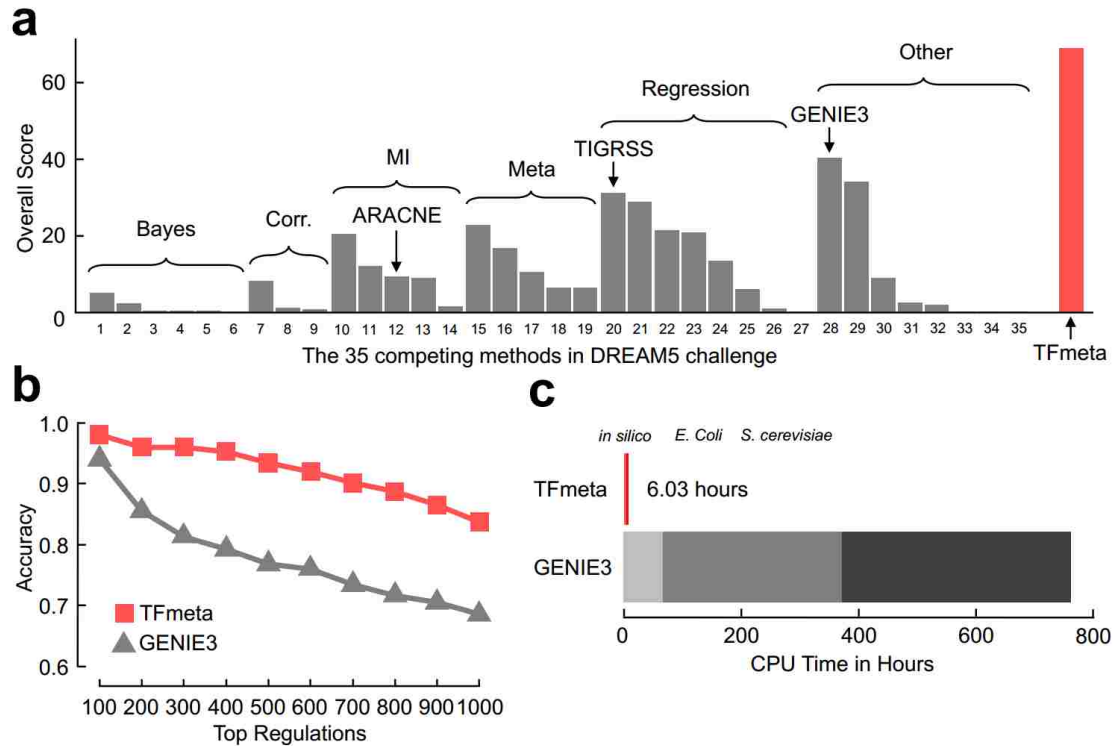 a
Overall Score
60
40
20
0
Bayes
Corr.
MI
ARACNE
Meta
TIGRSS
Regression
GENIE3
Other
1 2 3 4 5 6 7 8 9 10 11 12 13 14 15 16 17 18 19 20 21 22 23 24 25 26 27 28 29 30 31 32 33 34 35
The 35 competing methods in DREAM5 challenge
TFmeta
b
Accuracy
1.0
0.9
0.8
0.7
0.6
TFmeta
GENIE3
100 200 300 400 500 600 700 800 900 1000
Top Regulations
c
in silico E. Coli S. cerevisiae
TFmeta 6.03 hours
GENIE3
0 200 400 600 800
CPU Time in Hours